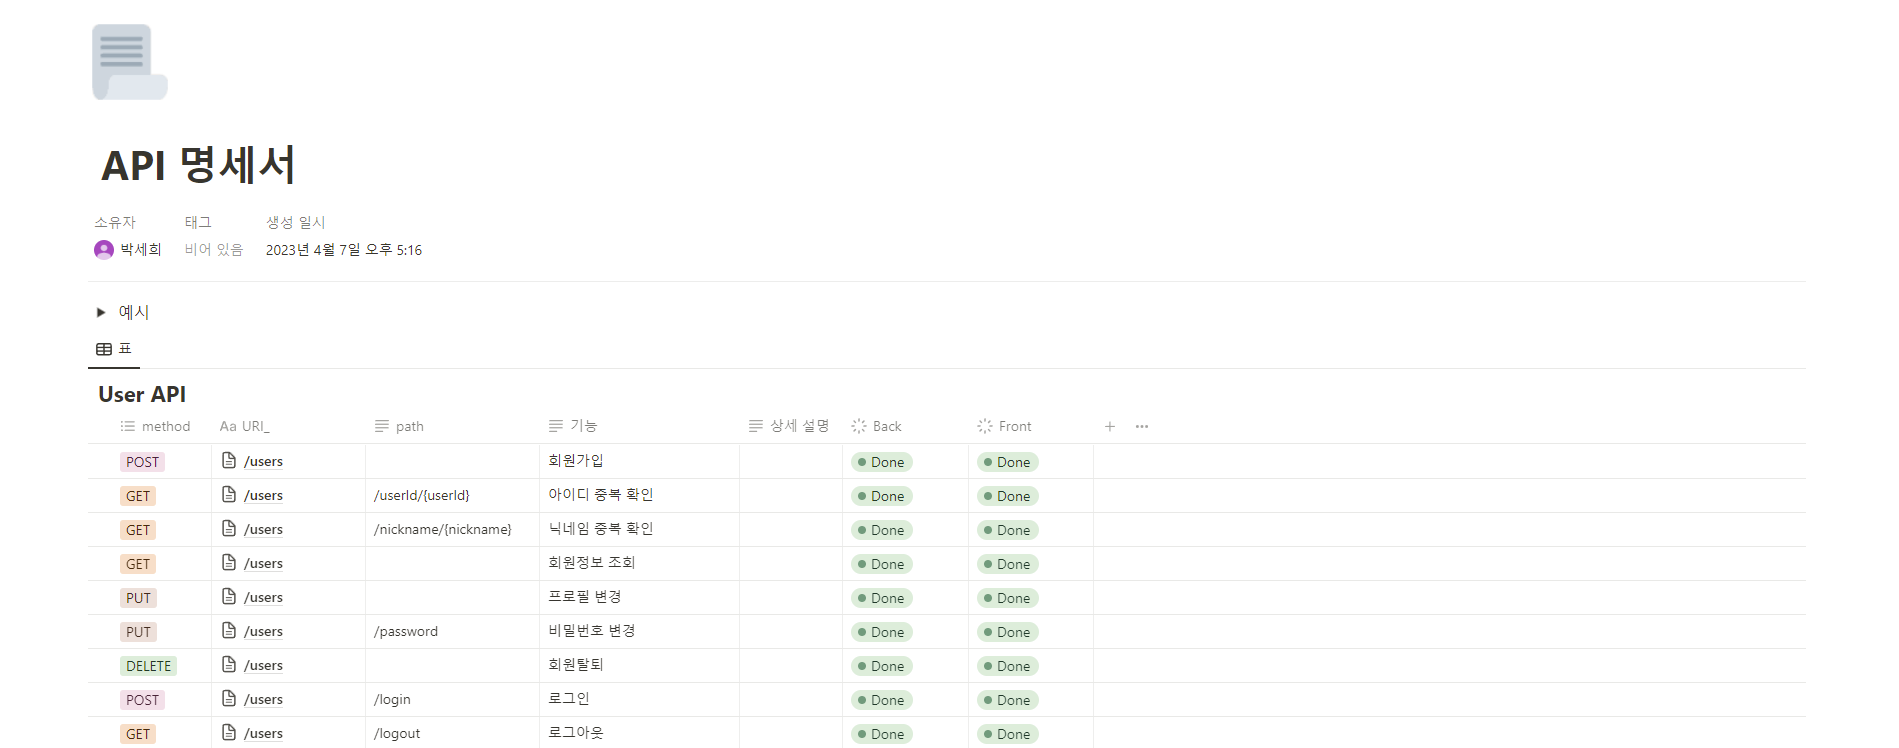 API 명세서
소유자 태그 생성 일시
박세희 비어 있음 2023년 4월 7일 오후 5:16
예시
표
User API
method Aa URI_ path 기능 상세 설명 Back Front
POST /users 회원가입 Done Done
GET /users /userId/{userId} 아이디 중복 확인 Done Done
GET /users /nickname/{nickname} 닉네임 중복 확인 Done Done
GET /users 회원정보 조회 Done Done
PUT /users 프로필 변경 Done Done
PUT /users /password 비밀번호 변경 Done Done
DELETE /users 회원탈퇴 Done Done
POST /users /login 로그인 Done Done
GET /users /logout 로그아웃 Done Done